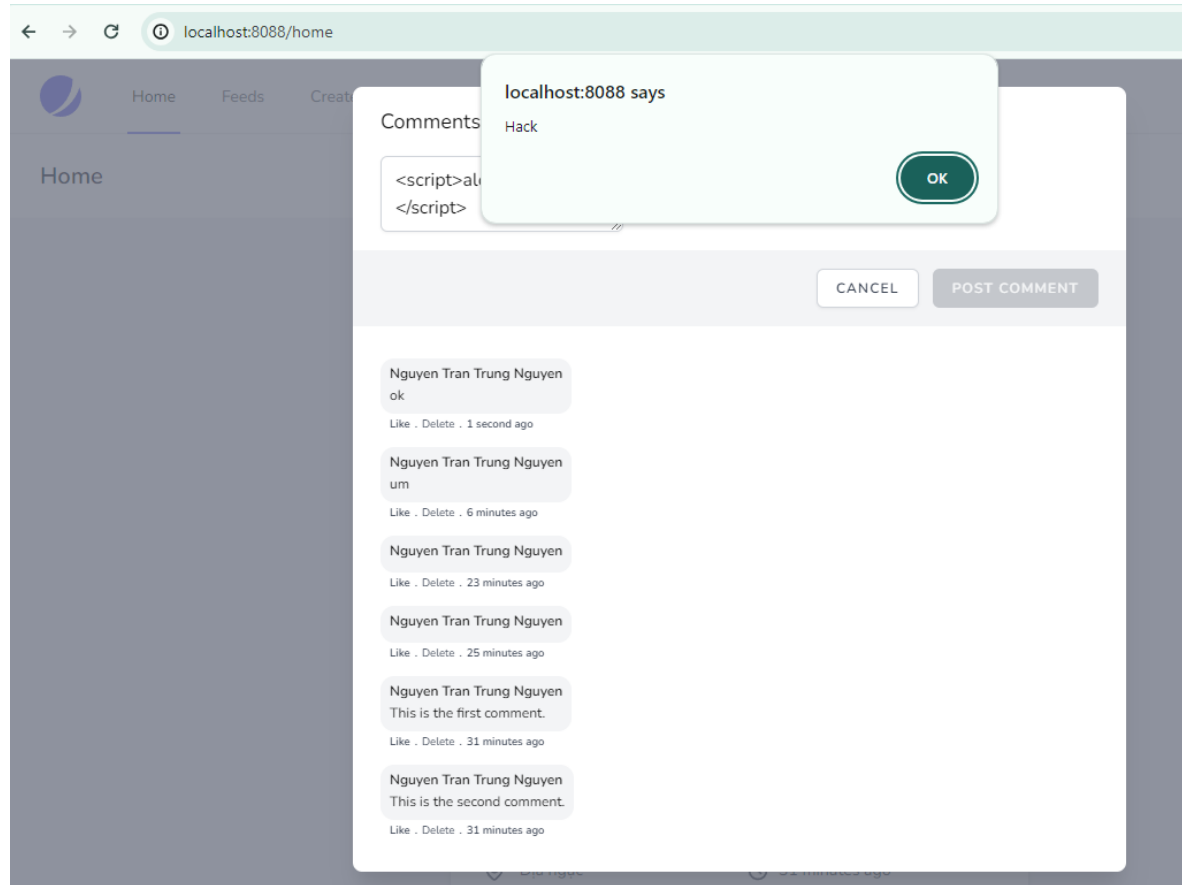 localhost:8088/home
Home
Feeds
localhost:8088 says
Hack
OK
Home
Comments
<script>
</script>
CANCEL
POST COMMENT
Nguyen Tran Trung Nguyen
ok
Like . Delete . 1 second ago
Nguyen Tran Trung Nguyen
um
Like . Delete . 6 minutes ago
Nguyen Tran Trung Nguyen
Like . Delete . 23 minutes ago
Nguyen Tran Trung Nguyen
Like . Delete . 25 minutes ago
Nguyen Tran Trung Nguyen
This is the first comment.
Like . Delete . 31 minutes ago
Nguyen Tran Trung Nguyen
This is the second comment.
Like . Delete . 31 minutes ago
31 minutes ago